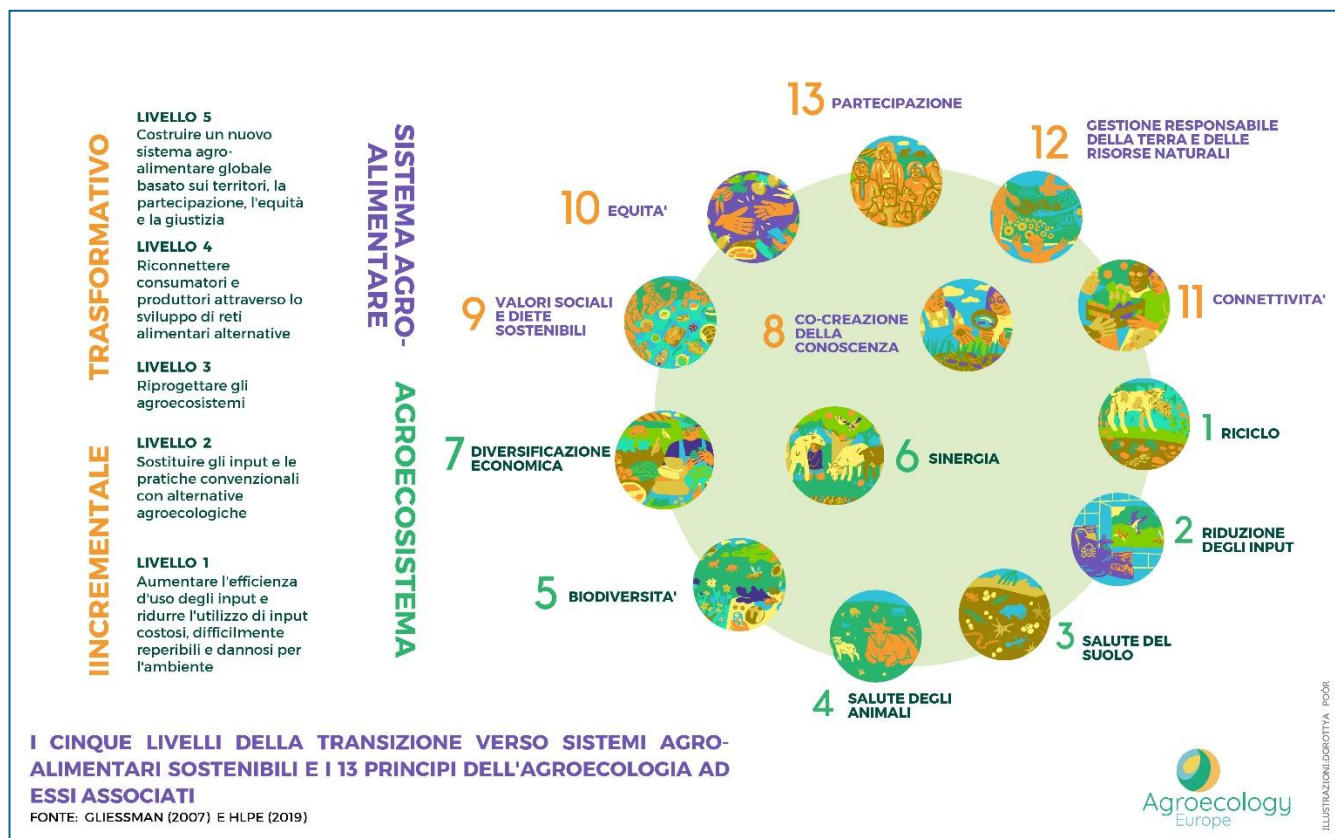 TRASFORMATIVO
IINCREMENTALE
LIVELLO 5
Costruire un nuovo
sistema agro-
alimentare globale
basato sui territori, la
partecipazione, l'equità
e la giustizia
LIVELLO 4
Riconnettere
consumatori e
produttori attraverso lo
sviluppo di reti
alimentari alternative
LIVELLO 3
Riprogettare gli
agroecosistemi
LIVELLO 2
Sostituire gli input e le
pratiche convenzionali
con alternative
agroecologiche
LIVELLO 1
Aumentare l'efficienza
d'uso degli input e
ridurre l'utilizzo di input
costosi, difficilmente
reperibili e dannosi per
l'ambiente
SISTEMA AGRO-
ALIMENTARE
AGROECOSISTEMA
13 PARTECIPAZIONE
12 GESTIONE RESPONSABILE
DELLA TERRA E DELLE
RISORSE NATURALI
10 EQUITA'
11 CONNETTIVITA'
9 VALORI SOCIALI
E DIETE
SOSTENIBILI
8 CO-CREAZIONE
DELLA
CONOSCENZA
1 RICICLO
7 DIVERSIFICAZIONE
ECONOMICA
6 SINERGIA
2 RIDUZIONE
DEGLI INPUT
5 BIODIVERSITA'
3 SALUTE DEL
SUOLO
4 SALUTE DEGLI
ANIMALI
I CINQUE LIVELLI DELLA TRANSIZIONE VERSO SISTEMI AGRO-
ALIMENTARI SOSTENIBILI E I 13 PRINCIPI DELL'AGROECOLOGIA AD
ESSI ASSOCIATI
FONTE: GLIESSMAN (2007) E HLPE (2019)
Agroecology
Europe
ILLUSTRAZIONI:DOROTTYA POÓR